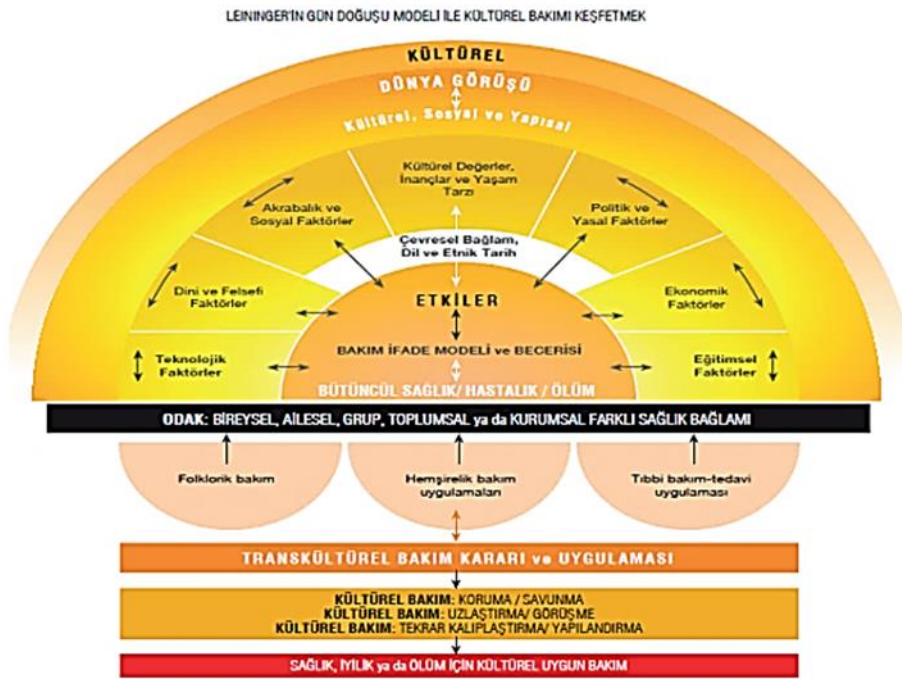 LEININGER'İN GÜN DOĞUŞU MODELİ İLE KÜLTÜREL BAKIMI KEŞFETMEK
KÜLTÜREL
DÜNYA GÖRÜŞÜ
Kültürel, Sosyal ve Yapısal
Kültürel Değerler,
İnançlar ve Yaşam
Tarzı
Akrabalık ve
Sosyal Faktörler
Politik ve
Yasal Faktörler
Çevresel Bağlam,
Dil ve Etnik Tarih
Dini ve Felsefi
Faktörler
ETKİLER
Ekonomik
Faktörler
BAKIM İFADE MODELİ ve BECERİSİ
Teknolojik
Faktörler
Eğitimsel
Faktörler
BÜTÜNCÜL SAĞLIK/ HASTALIK / ÖLÜM
ODAK: BİREYSEL, AİLESEL, GRUP, TOPLUMSAL ya da KURUMSAL FARKLI SAĞLIK BAĞLAMI
Folklorik bakım
Hemşirelik bakım
uygulamaları
Tıbbi bakım-tedavi
uygulaması
TRANSKÜLTÜREL BAKIM KARARI ve UYGULAMASI
KÜLTÜREL BAKIM: KORUMA / SAVUNMA
KÜLTÜREL BAKIM: UZLAŞTIRMA/ GÖRÜŞME
KÜLTÜREL BAKIM: TEKRAR KALIPLAŞTIRMA/ YAPILANDIRMA
SAĞLIK, İYİLİK ya da ÖLÜM İÇİN KÜLTÜREL UYGUN BAKIM